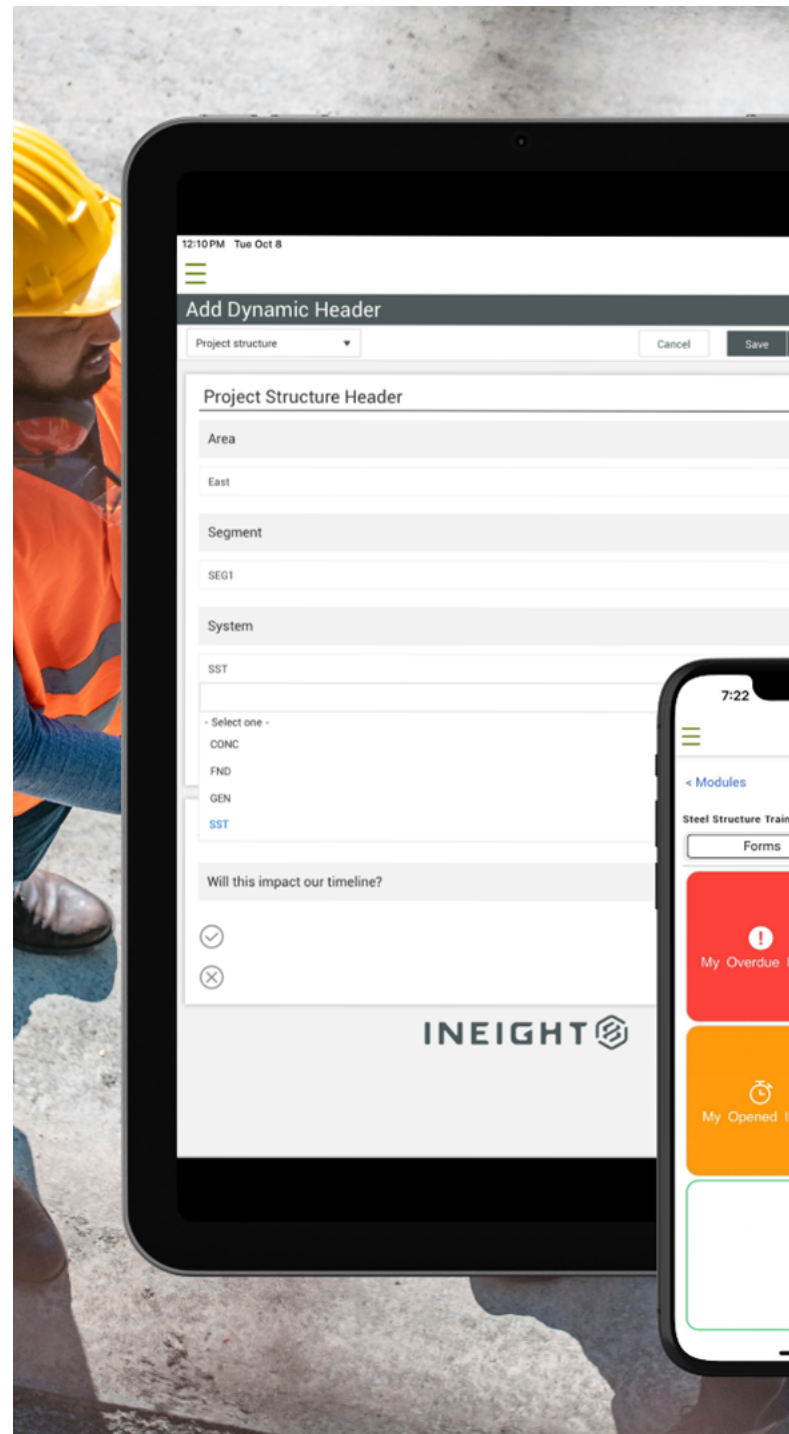 12:10 PM Tue Oct 8
Add Dynamic Header
Project structure
Cancel
Save
Project Structure Header
Area
East
Segment
SEG1
System
SST
- Select one -
CONC
FND
GEN
SST
Will this impact our timeline?
INEIGHT
7:22
< Modules
Steel Structure
Forms
My Overdue
My Opened